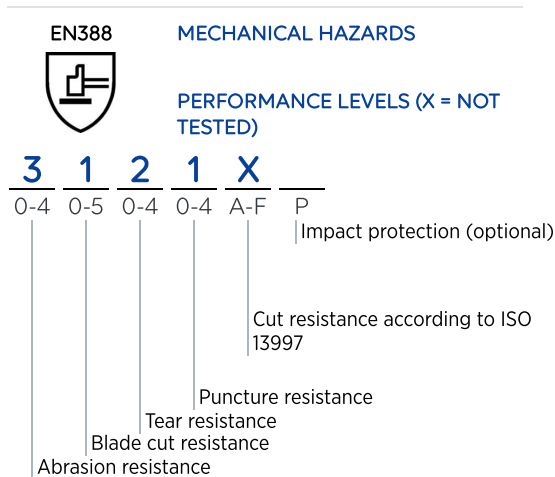 EN388
MECHANICAL HAZARDS
PERFORMANCE LEVELS (X = NOT
TESTED)
3 1 2 1 X
0-4 0-5 0-4 0-4 A-F P
Impact protection (optional)
Cut resistance according to ISO
13997
Puncture resistance
Tear resistance
Blade cut resistance
Abrasion resistance